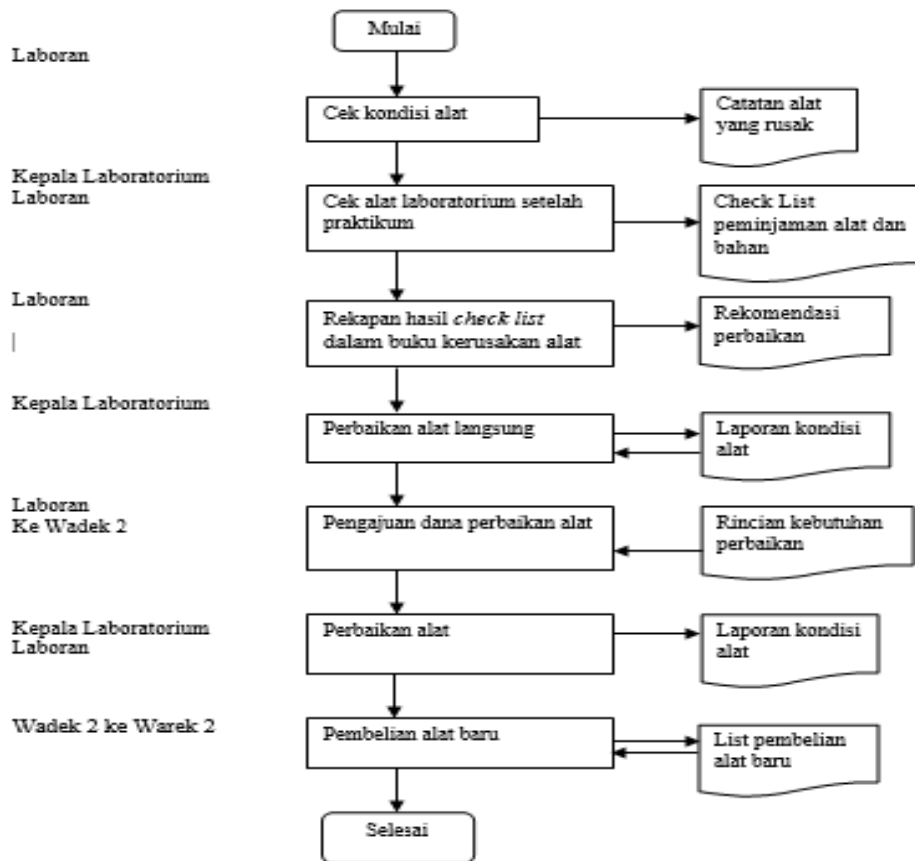 Mulai
Laboran
Cek kondisi alat
Catatan alat
yang rusak
Kepala Laboratorium
Laboran
Cek alat laboratorium setelah
praktikum
Check List
peminjaman alat dan
bahan
Laboran
Rekapan hasil check list
dalam buku kerusakan alat
Rekomendasi
perbaikan
Kepala Laboratorium
Perbaikan alat langsung
Laporan kondisi
alat
Laboran
Ke Wadek 2
Pengajuan dana perbaikan alat
Rincian kebutuhan
perbaikan
Kepala Laboratorium
Laboran
Perbaikan alat
Laporan kondisi
alat
Wadek 2 ke Warek 2
Pembelian alat baru
List pembelian
alat baru
Selesai